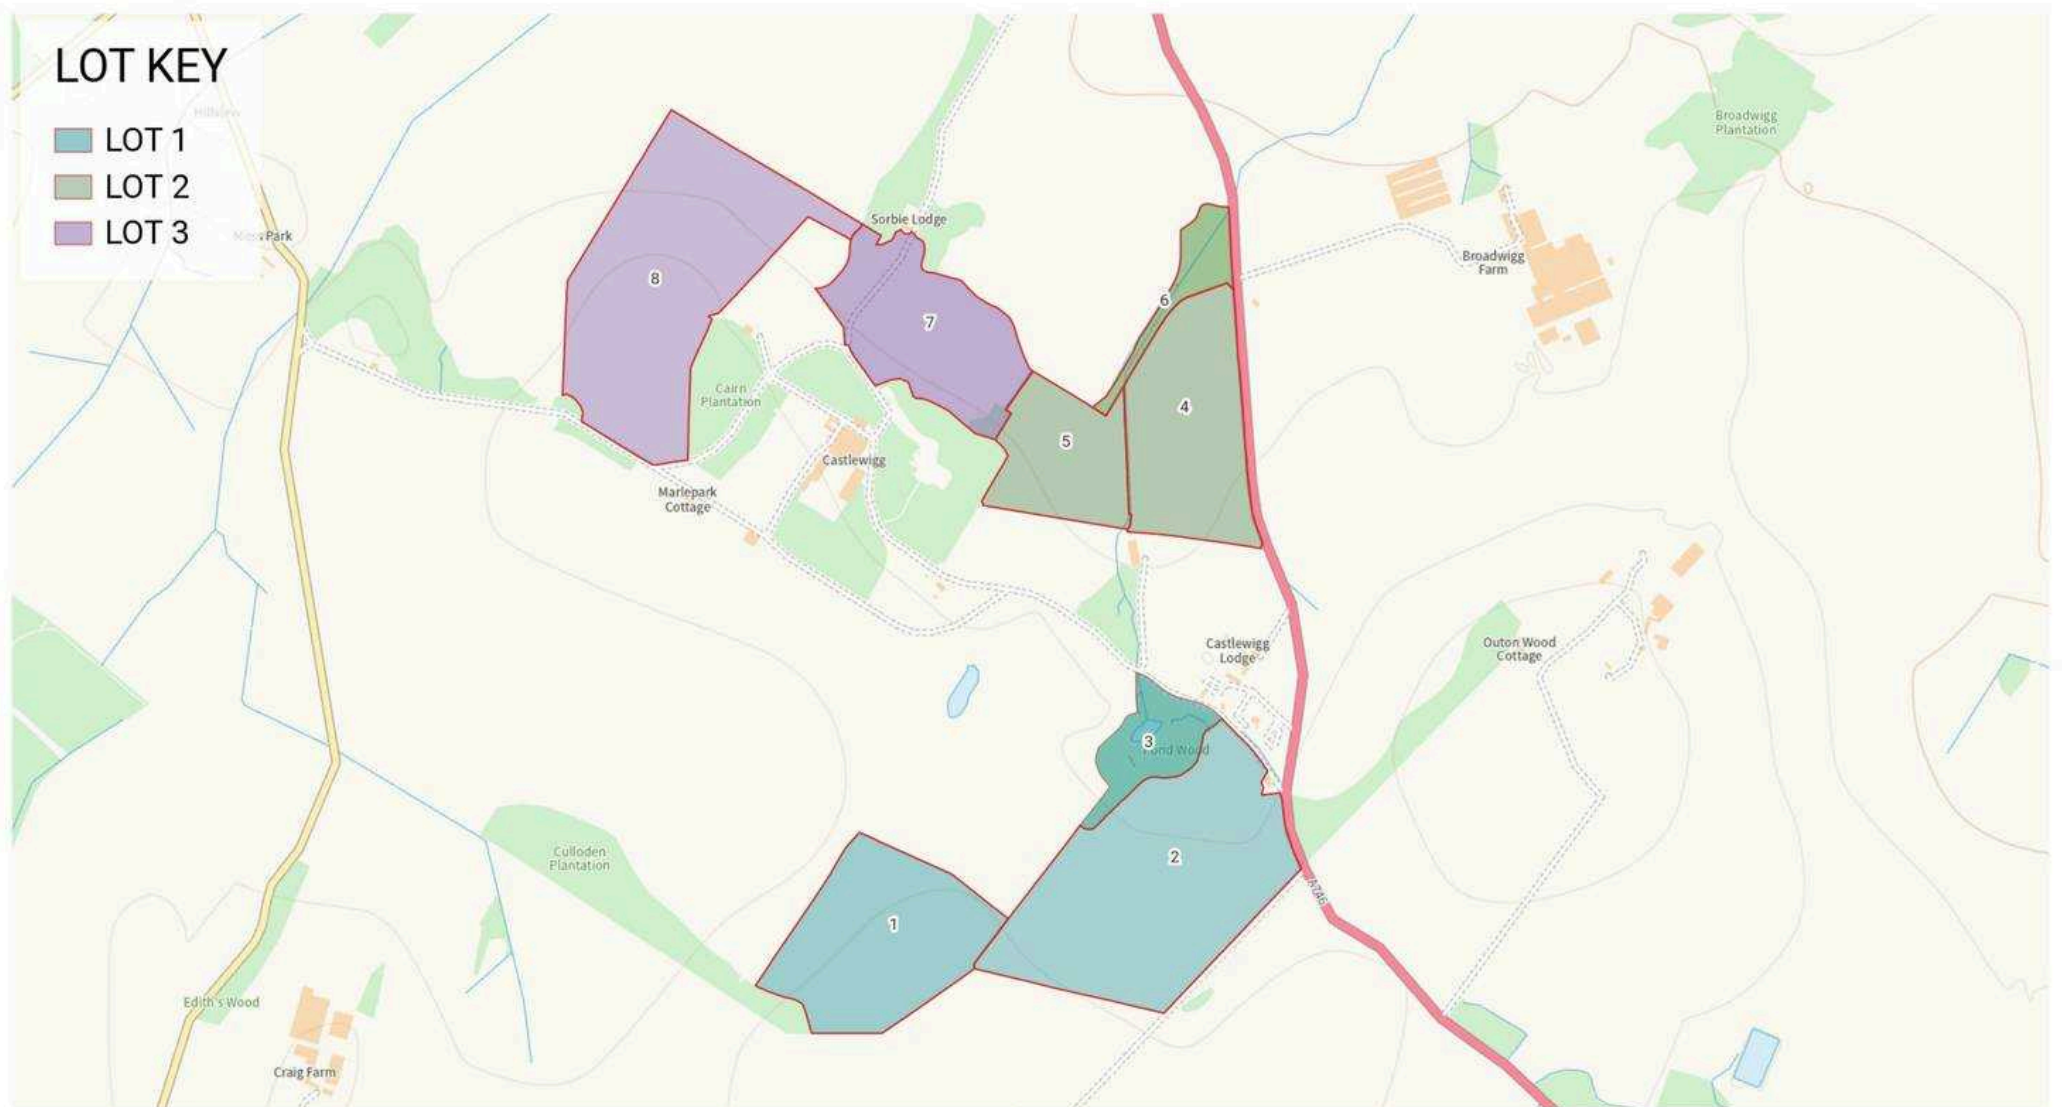 LOT KEY
LOT 1
LOT 2
LOT 3
Hillview
Moss Park
Broadwigg
Plantation
Sorbie Lodge
Broadwigg
Farm
8
7
6
4
5
Cairn
Plantation
Castlewigg
Marlepark
Cottage
Castlewigg
Lodge
Outon Wood
Cottage
3
Pond Wood
2
1
Culloden
Plantation
A746
Edith's Wood
Craig Farm